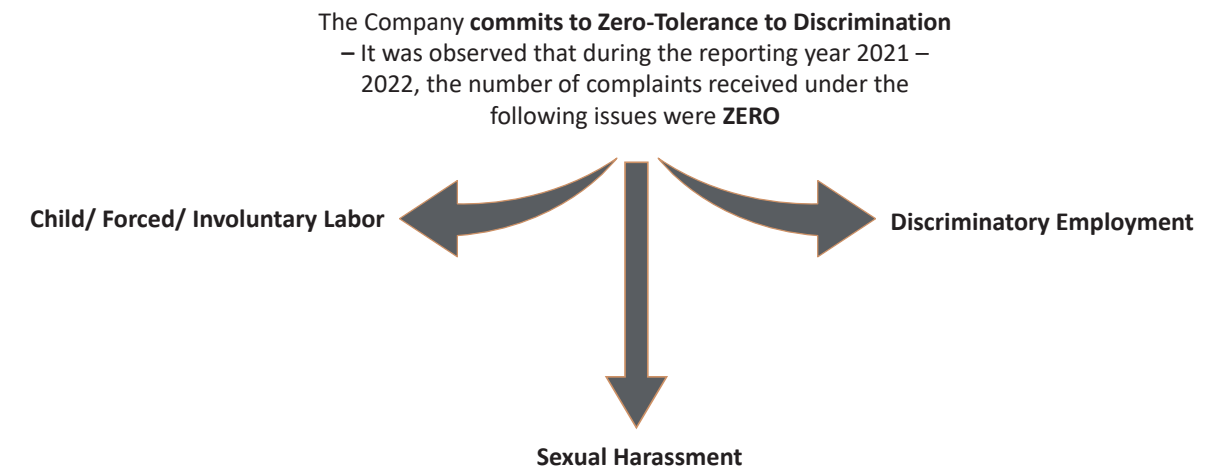 The Company commits to Zero-Tolerance to Discrimination
– It was observed that during the reporting year 2021 –
2022, the number of complaints received under the
following issues were ZERO
Child/ Forced/ Involuntary Labor
Discriminatory Employment
Sexual Harassment